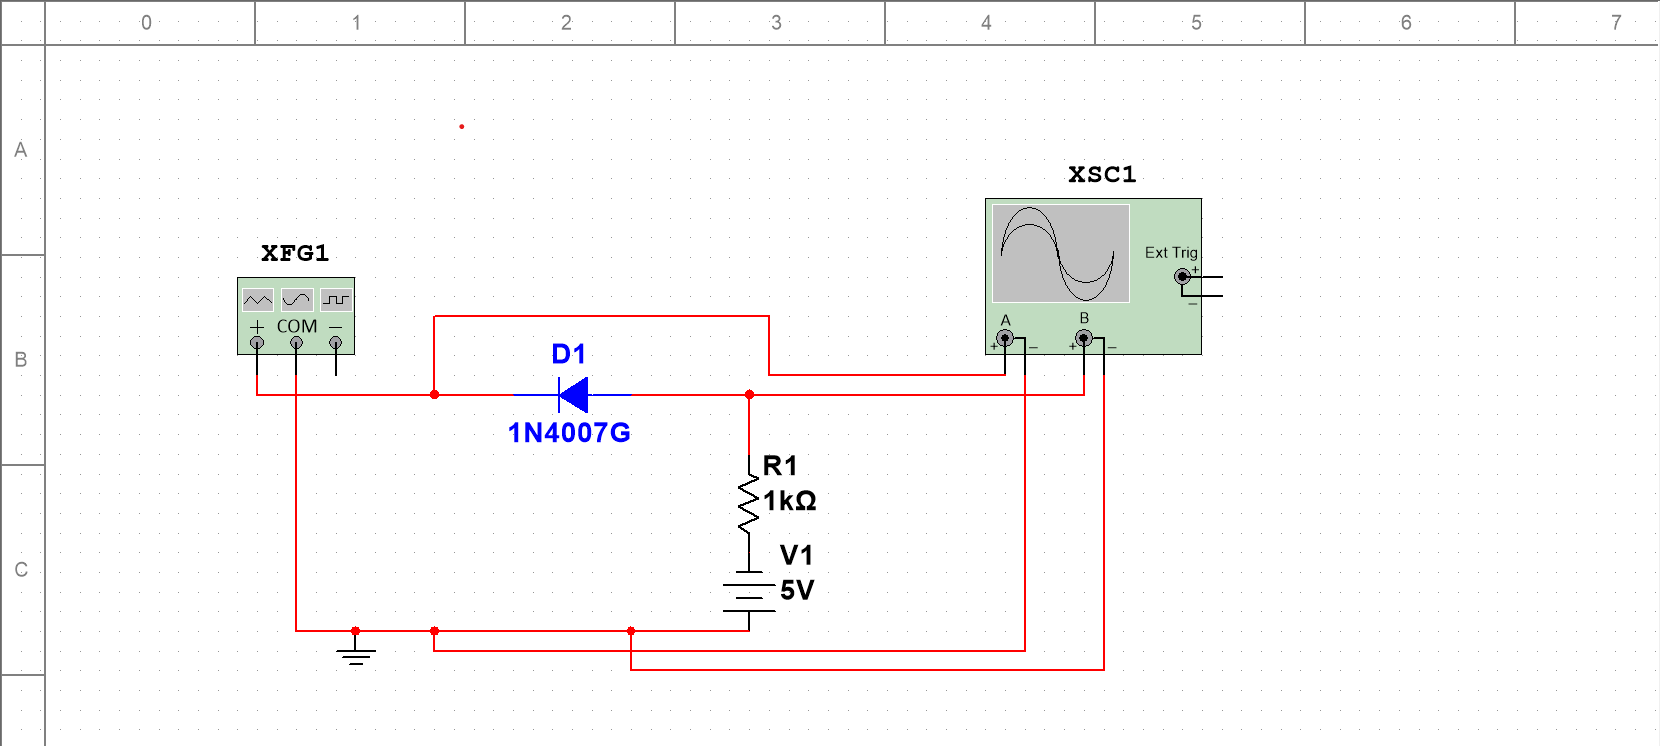 0 1 2 3 4 5 6 7
A
XSC1
XFG1
Ext Trig
+
−
+ COM −
A B
+ − + −
B
D1
1N4007G
R1
1kΩ
V1
5V
C